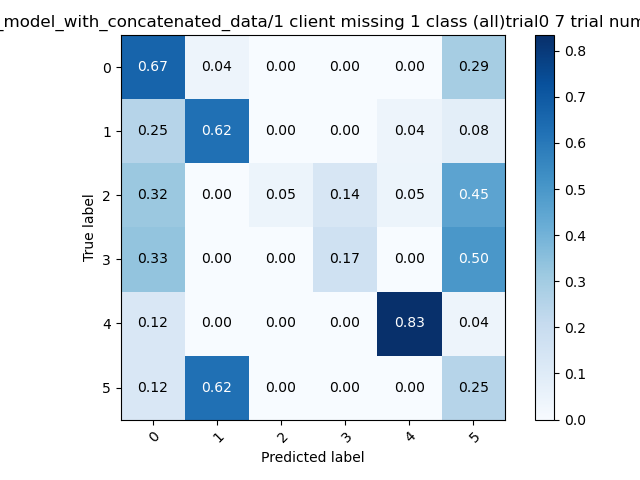 _model_with_concatenated_data/1 client missing 1 class (all)trial0 7 trial num
0 0.67 0.04 0.00 0.00 0.00 0.29
1 0.25 0.62 0.00 0.00 0.04 0.08
2 0.32 0.00 0.05 0.14 0.05 0.45
3 0.33 0.00 0.00 0.17 0.00 0.50
4 0.12 0.00 0.00 0.00 0.83 0.04
5 0.12 0.62 0.00 0.00 0.00 0.25
0 1 2 3 4 5
True label
Predicted label
0.8
0.7
0.6
0.5
0.4
0.3
0.2
0.1
0.0